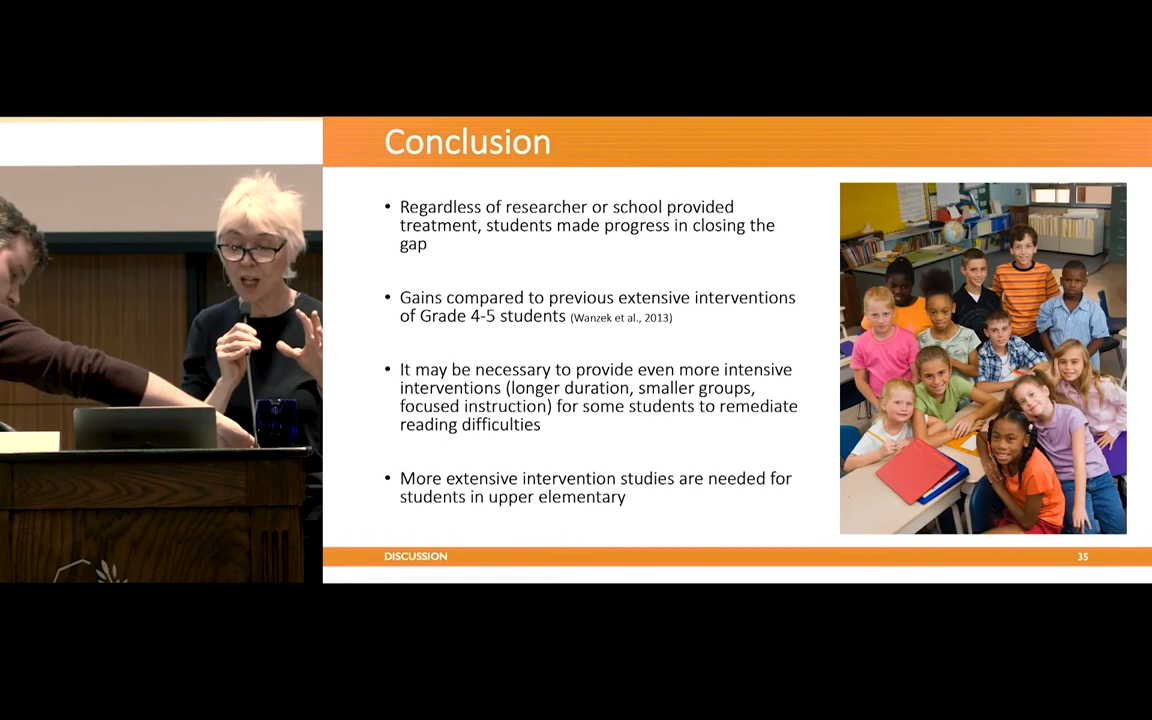 Conclusion
• Regardless of researcher or school provided
treatment, students made progress in closing the
gap
• Gains compared to previous extensive interventions
of Grade 4-5 students (Wanzek et al., 2013)
• It may be necessary to provide even more intensive
interventions (longer duration, smaller groups,
focused instruction) for some students to remediate
reading difficulties
• More extensive intervention studies are needed for
students in upper elementary
DISCUSSION
35